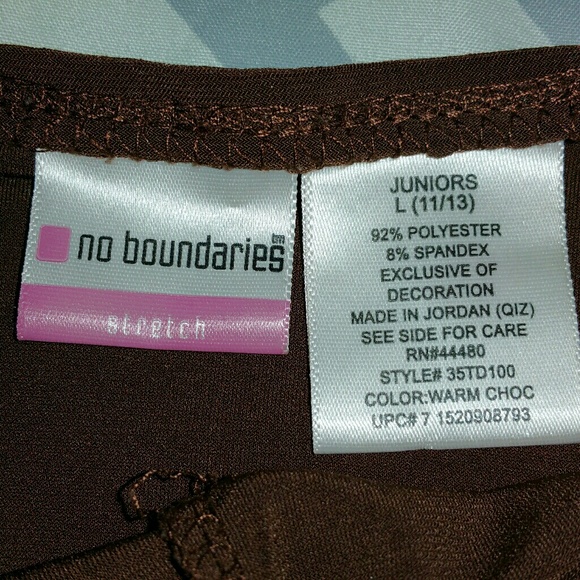 no boundaries™
stretch
JUNIORS
L (11/13)
92% POLYESTER
8% SPANDEX
EXCLUSIVE OF
DECORATION
MADE IN JORDAN (QIZ)
SEE SIDE FOR CARE
RN#44480
STYLE# 35TD100
COLOR:WARM CHOC
UPC# 7 1520908793